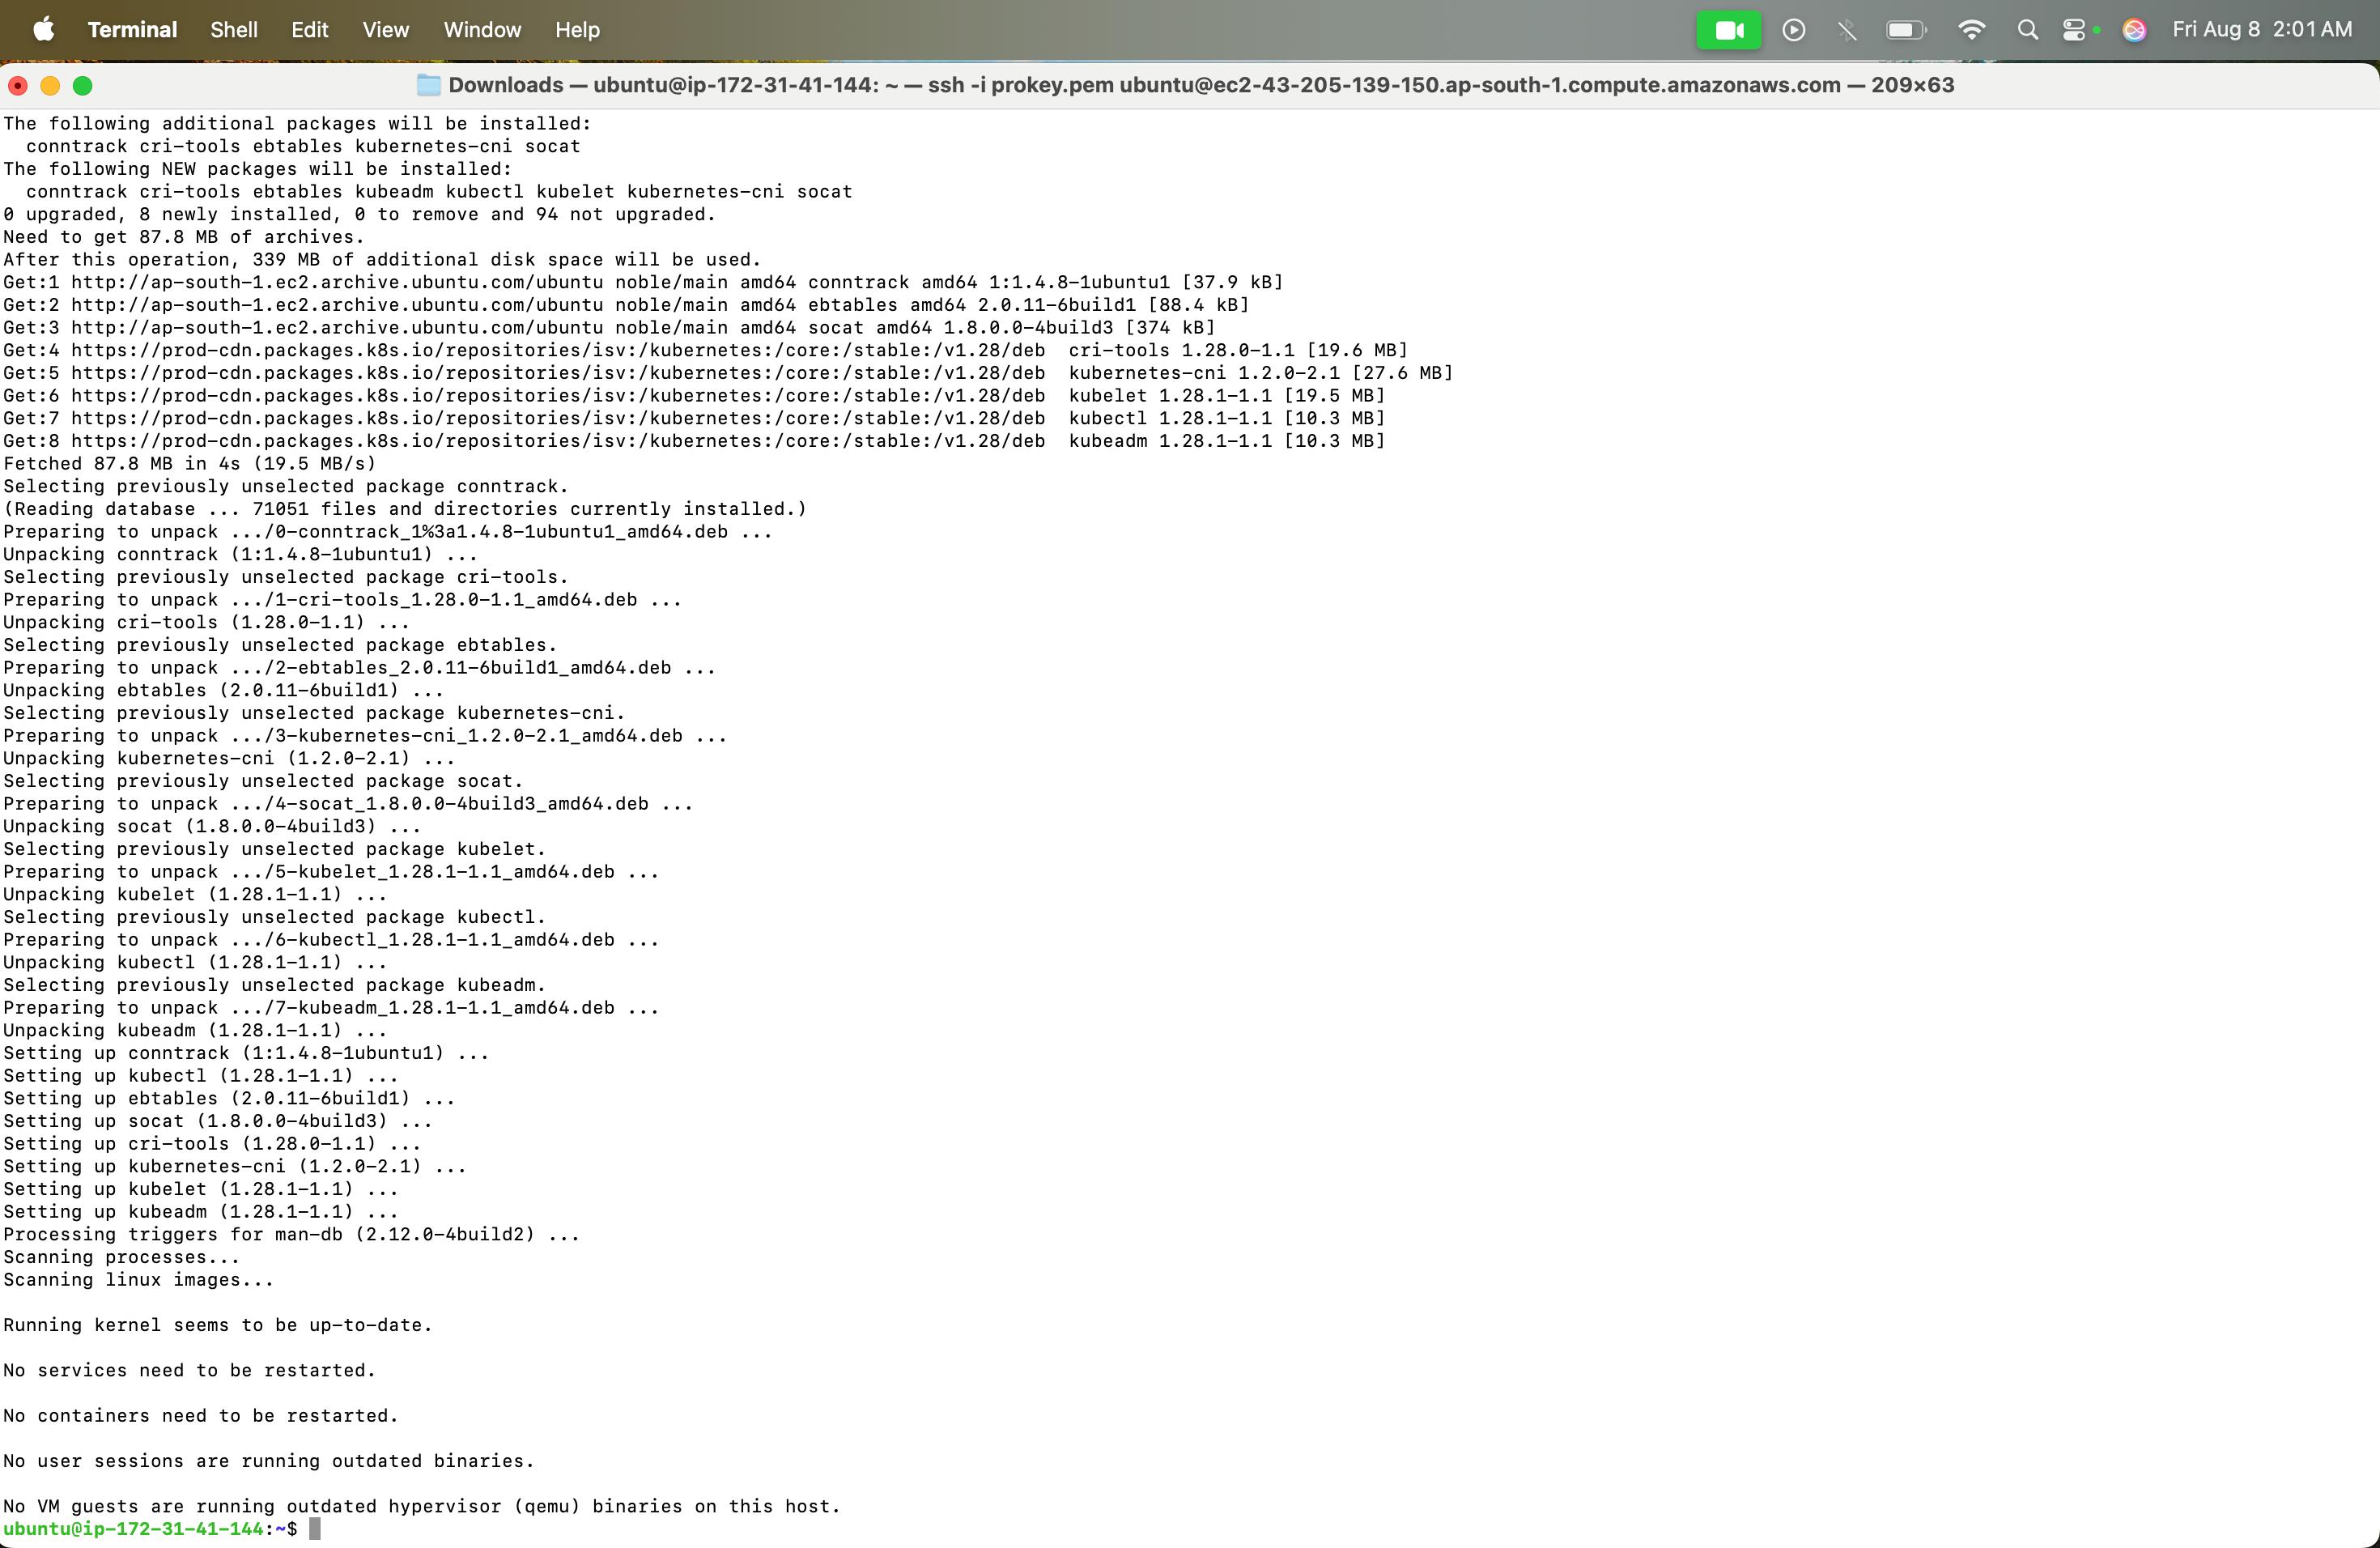 Terminal Shell Edit View Window Help Fri Aug 8 2:01 AM
Downloads — ubuntu@ip-172-31-41-144: ~ — ssh -i prokey.pem ubuntu@ec2-43-205-139-150.ap-south-1.compute.amazonaws.com — 209×63
The following additional packages will be installed:
  conntrack cri-tools ebtables kubernetes-cni socat
The following NEW packages will be installed:
  conntrack cri-tools ebtables kubeadm kubectl kubelet kubernetes-cni socat
0 upgraded, 8 newly installed, 0 to remove and 94 not upgraded.
Need to get 87.8 MB of archives.
After this operation, 339 MB of additional disk space will be used.
Get:1 http://ap-south-1.ec2.archive.ubuntu.com/ubuntu noble/main amd64 conntrack amd64 1:1.4.8-1ubuntu1 [37.9 kB]
Get:2 http://ap-south-1.ec2.archive.ubuntu.com/ubuntu noble/main amd64 ebtables amd64 2.0.11-6build1 [88.4 kB]
Get:3 http://ap-south-1.ec2.archive.ubuntu.com/ubuntu noble/main amd64 socat amd64 1.8.0.0-4build3 [374 kB]
Get:4 https://prod-cdn.packages.k8s.io/repositories/isv:/kubernetes:/core:/stable:/v1.28/deb  cri-tools 1.28.0-1.1 [19.6 MB]
Get:5 https://prod-cdn.packages.k8s.io/repositories/isv:/kubernetes:/core:/stable:/v1.28/deb  kubernetes-cni 1.2.0-2.1 [27.6 MB]
Get:6 https://prod-cdn.packages.k8s.io/repositories/isv:/kubernetes:/core:/stable:/v1.28/deb  kubelet 1.28.1-1.1 [19.5 MB]
Get:7 https://prod-cdn.packages.k8s.io/repositories/isv:/kubernetes:/core:/stable:/v1.28/deb  kubectl 1.28.1-1.1 [10.3 MB]
Get:8 https://prod-cdn.packages.k8s.io/repositories/isv:/kubernetes:/core:/stable:/v1.28/deb  kubeadm 1.28.1-1.1 [10.3 MB]
Fetched 87.8 MB in 4s (19.5 MB/s)
Selecting previously unselected package conntrack.
(Reading database ... 71051 files and directories currently installed.)
Preparing to unpack .../0-conntrack_1%3a1.4.8-1ubuntu1_amd64.deb ...
Unpacking conntrack (1:1.4.8-1ubuntu1) ...
Selecting previously unselected package cri-tools.
Preparing to unpack .../1-cri-tools_1.28.0-1.1_amd64.deb ...
Unpacking cri-tools (1.28.0-1.1) ...
Selecting previously unselected package ebtables.
Preparing to unpack .../2-ebtables_2.0.11-6build1_amd64.deb ...
Unpacking ebtables (2.0.11-6build1) ...
Selecting previously unselected package kubernetes-cni.
Preparing to unpack .../3-kubernetes-cni_1.2.0-2.1_amd64.deb ...
Unpacking kubernetes-cni (1.2.0-2.1) ...
Selecting previously unselected package socat.
Preparing to unpack .../4-socat_1.8.0.0-4build3_amd64.deb ...
Unpacking socat (1.8.0.0-4build3) ...
Selecting previously unselected package kubelet.
Preparing to unpack .../5-kubelet_1.28.1-1.1_amd64.deb ...
Unpacking kubelet (1.28.1-1.1) ...
Selecting previously unselected package kubectl.
Preparing to unpack .../6-kubectl_1.28.1-1.1_amd64.deb ...
Unpacking kubectl (1.28.1-1.1) ...
Selecting previously unselected package kubeadm.
Preparing to unpack .../7-kubeadm_1.28.1-1.1_amd64.deb ...
Unpacking kubeadm (1.28.1-1.1) ...
Setting up conntrack (1:1.4.8-1ubuntu1) ...
Setting up kubectl (1.28.1-1.1) ...
Setting up ebtables (2.0.11-6build1) ...
Setting up socat (1.8.0.0-4build3) ...
Setting up cri-tools (1.28.0-1.1) ...
Setting up kubernetes-cni (1.2.0-2.1) ...
Setting up kubelet (1.28.1-1.1) ...
Setting up kubeadm (1.28.1-1.1) ...
Processing triggers for man-db (2.12.0-4build2) ...
Scanning processes...
Scanning linux images...
Running kernel seems to be up-to-date.
No services need to be restarted.
No containers need to be restarted.
No user sessions are running outdated binaries.
No VM guests are running outdated hypervisor (qemu) binaries on this host.
ubuntu@ip-172-31-41-144:~$